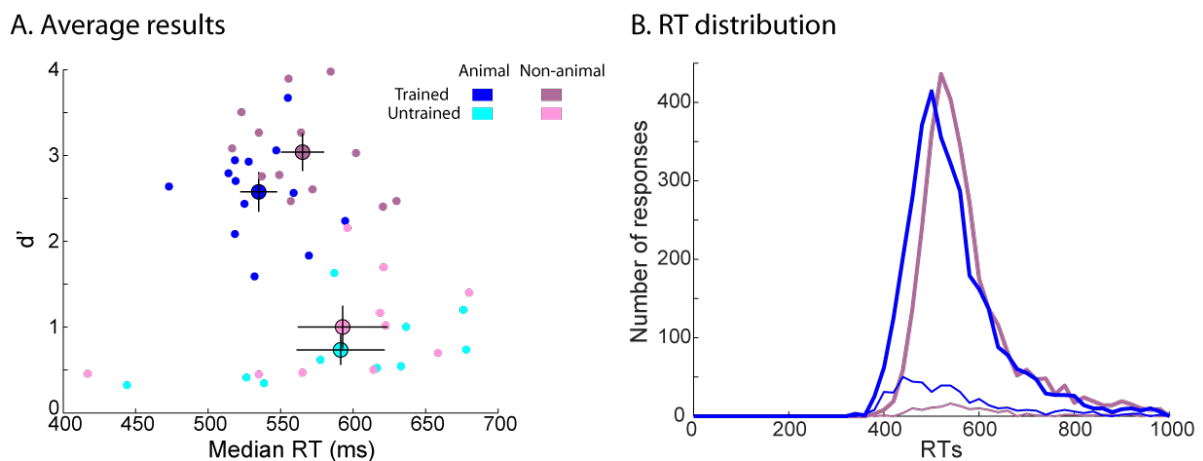 A. Average results
Animal Non-animal
Trained
Untrained
4
3
2
1
0
d'
400 450 500 550 600 650 700
Median RT (ms)
B. RT distribution
400
300
200
100
0
Number of responses
0 200 400 600 800 1000
RTs